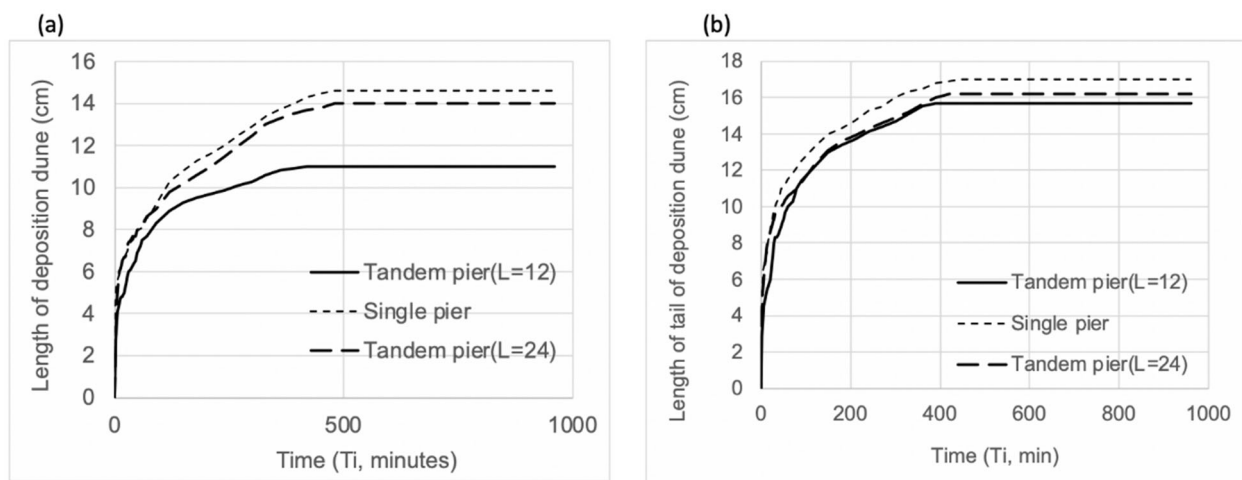 (a)
Length of deposition dune (cm)
16
14
12
10
8
6
4
2
0
Tandem pier(L=12)
Single pier
Tandem pier(L=24)
0 500 1000
Time (Ti, minutes)
(b)
Length of tail of deposition dune (cm)
18
16
14
12
10
8
6
4
2
0
Tandem pier(L=12)
Single pier
Tandem pier(L=24)
0 200 400 600 800 1000
Time (Ti, min)